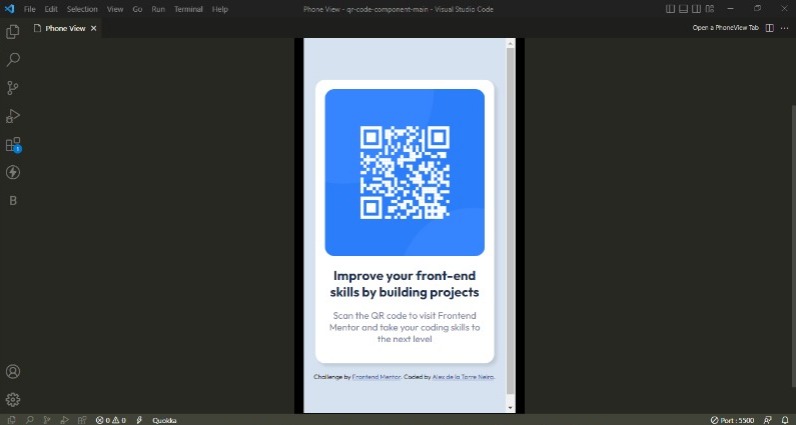 File Edit Selection View Go Run Terminal Help
Phone View - qr-code-component-main - Visual Studio Code
Phone View
Open a PhoneView Tab
1
B
Improve your front-end
skills by building projects
Scan the QR code to visit Frontend
Mentor and take your coding skills to
the next level
Challenge by Frontend Mentor. Coded by Alex de la Torre Neira.
0 0 Quokka
Port : 5500